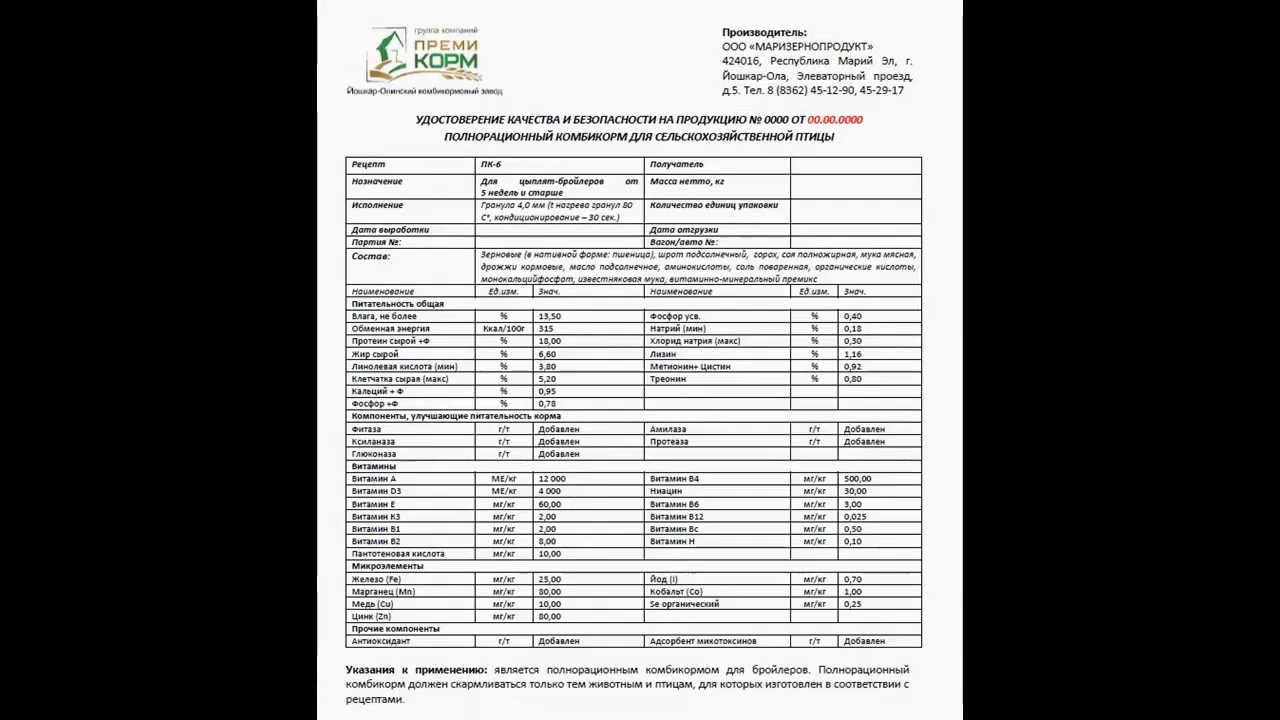 группа компаний
ПРЕМИ
КОРМ
Йошкар-Олинский комбикормовый завод
Производитель:
ООО «МАРИЗЕРНОПРОДУКТ»
424016, Республика Марий Эл, г.
Йошкар-Ола, Элеваторный проезд,
д.5. Тел. 8 (8362) 45-12-90, 45-29-17
УДОСТОВЕРЕНИЕ КАЧЕСТВА И БЕЗОПАСНОСТИ НА ПРОДУКЦИЮ № 0000 ОТ 00.00.0000
ПОЛНОРАЦИОННЫЙ КОМБИКОРМ ДЛЯ СЕЛЬСКОХОЗЯЙСТВЕННОЙ ПТИЦЫ
Рецепт ПК-6 Получатель
Назначение Для цыплят-бройлеров от Масса нетто, кг
5 недель и старше
Исполнение Гранула 4,0 мм (t нагрева гранул 80 Количество единиц упаковки
С°, кондиционирование – 30 сек.)
Дата выработки Дата отгрузки
Партия №: Вагон/авто №:
Состав: Зерновые (в нативной форме: пшеница), шрот подсолнечный, горох, соя полножирная, мука мясная,
дрожжи кормовые, масло подсолнечное, аминокислоты, соль поваренная, органические кислоты,
монокальцийфосфат, известняковая мука, витаминно-минеральный премикс
Наименование Ед.изм. Знач. Наименование Ед.изм. Знач.
Питательность общая
Влага, не более % 13,50 Фосфор усв. % 0,40
Обменная энергия Ккал/100г 315 Натрий (мин) % 0,18
Протеин сырой +Ф % 18,00 Хлорид натрия (макс) % 0,30
Жир сырой % 6,60 Лизин % 1,16
Линолевая кислота (мин) % 3,80 Метионин+ Цистин % 0,92
Клетчатка сырая (макс) % 5,20 Треонин % 0,80
Кальций + Ф % 0,95
Фосфор +Ф % 0,78
Компоненты, улучшающие питательность корма
Фитаза г/т Добавлен Амилаза г/т Добавлен
Ксиланаза г/т Добавлен Протеаза г/т Добавлен
Глюконаза г/т Добавлен
Витамины
Витамин А МЕ/кг 12 000 Витамин В4 мг/кг 500,00
Витамин D3 МЕ/кг 4 000 Ниацин мг/кг 30,00
Витамин Е мг/кг 60,00 Витамин В6 мг/кг 3,00
Витамин К3 мг/кг 2,00 Витамин В12 мг/кг 0,025
Витамин В1 мг/кг 2,00 Витамин Вс мг/кг 0,50
Витамин В2 мг/кг 8,00 Витамин Н мг/кг 0,10
Пантотеновая кислота мг/кг 10,00
Микроэлементы
Железо (Fe) мг/кг 25,00 Йод (I) мг/кг 0,70
Марганец (Mn) мг/кг 80,00 Кобальт (Co) мг/кг 1,00
Медь (Cu) мг/кг 10,00 Se органический мг/кг 0,25
Цинк (Zn) мг/кг 80,00
Прочие компоненты
Антиоксидант г/т Добавлен Адсорбент микотоксинов г/т Добавлен
Указания к применению: является полнорационным комбикормом для бройлеров. Полнорационный
комбикорм должен скармливаться только тем животным и птицам, для которых изготовлен в соответствии с
рецептами.